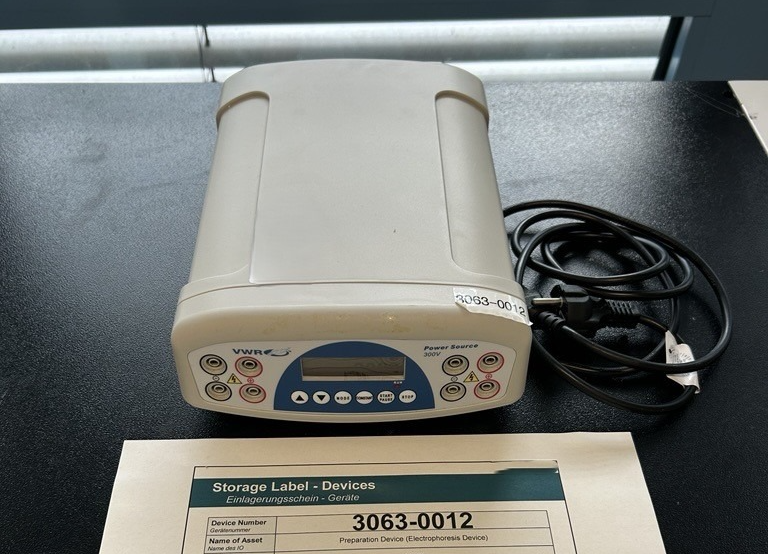 3063-0012
VWR
Power Source
300V
RUN
MODE
START
PAUSE
STOP
Storage Label - Devices
Einlagerungsschein - Geräte
Device Number
Gerätenummer
3063-0012
Name of Asset
Name des IO
Preparation Device (Electrophoresis Device)